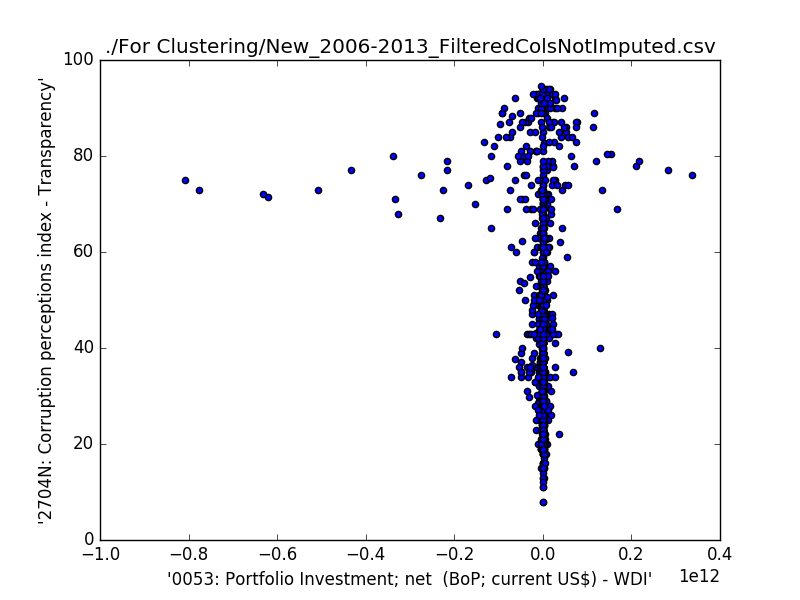 ./For Clustering/New_2006-2013_FilteredColsNotImputed.csv
'2704N: Corruption perceptions index - Transparency'
100
80
60
40
20
0
−1.0 −0.8 −0.6 −0.4 −0.2 0.0 0.2 0.4
1e12
'0053: Portfolio Investment; net  (BoP; current US$) - WDI'